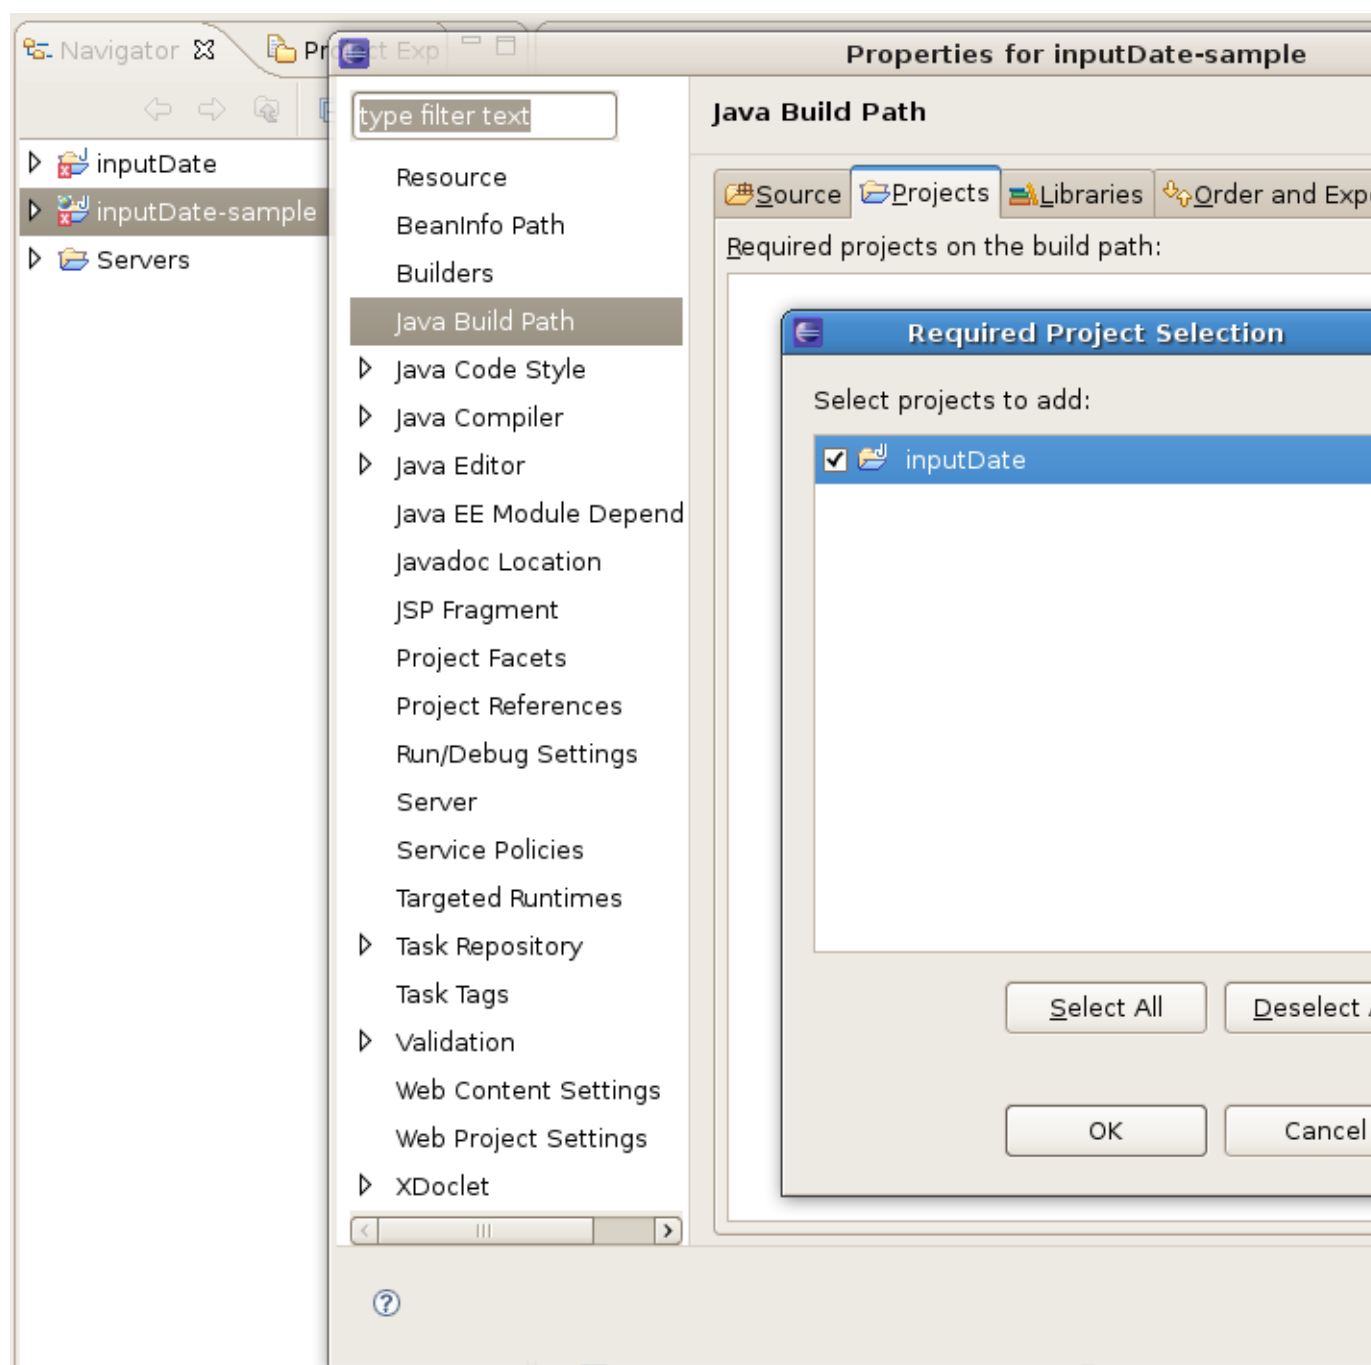 Navigator
Project Exp
Properties for inputDate-sample
type filter text
Java Build Path
inputDate
inputDate-sample
Servers
Resource
BeanInfo Path
Builders
Java Build Path
Java Code Style
Java Compiler
Java Editor
Java EE Module Depend
Javadoc Location
JSP Fragment
Project Facets
Project References
Run/Debug Settings
Server
Service Policies
Targeted Runtimes
Task Repository
Task Tags
Validation
Web Content Settings
Web Project Settings
XDoclet
Source
Projects
Libraries
Order and Exp
Required projects on the build path:
Required Project Selection
Select projects to add:
inputDate
Select All
Deselect
OK
Cancel